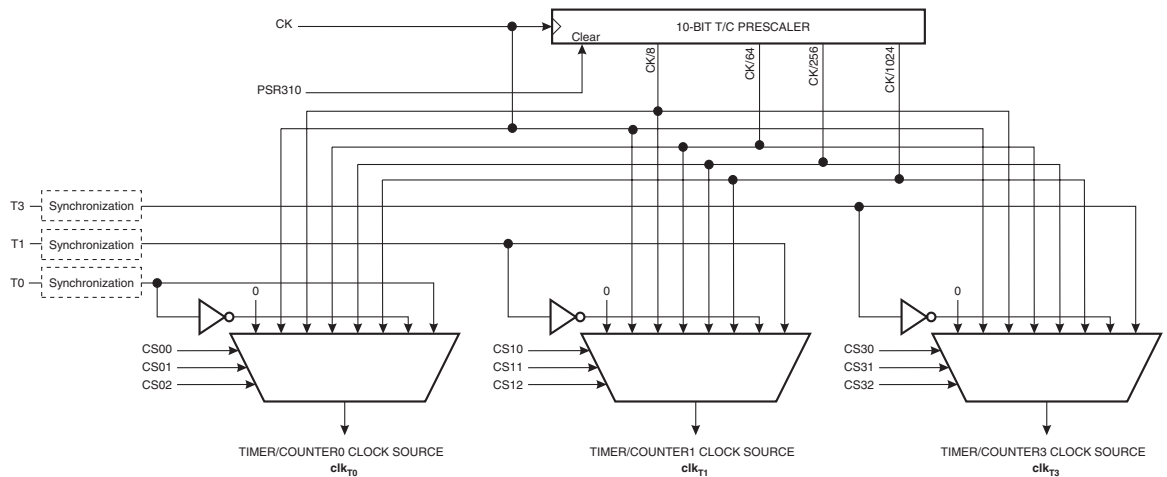 CK
10-BIT T/C PRESCALER
Clear
CK/8
CK/64
CK/256
CK/1024
PSR310
T3
Synchronization
T1
Synchronization
T0
Synchronization
0
0
0
CS00
CS01
CS02
CS10
CS11
CS12
CS30
CS31
CS32
TIMER/COUNTER0 CLOCK SOURCE
clkT0
TIMER/COUNTER1 CLOCK SOURCE
clkT1
TIMER/COUNTER3 CLOCK SOURCE
clkT3